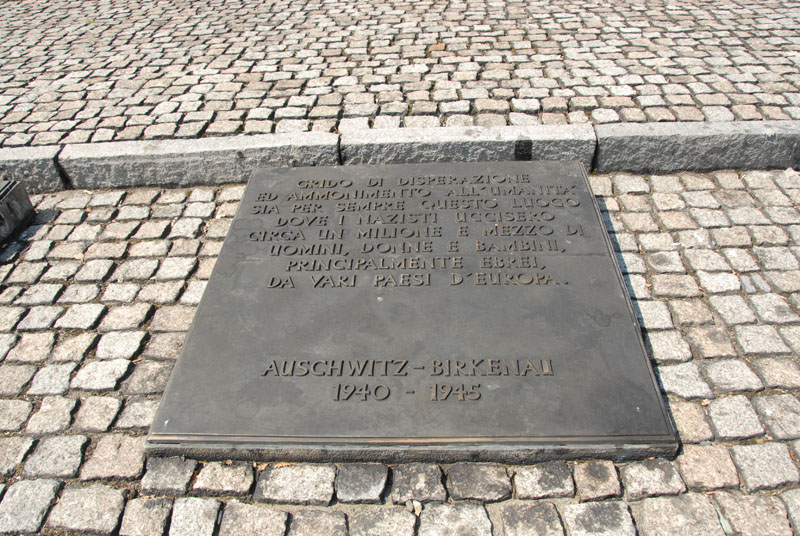 GRIDO DI DISPERAZIONE
ED AMMONIMENTO ALL'UMANITÀ
SIA PER SEMPRE QUESTO LUOGO
DOVE I NAZISTI UCCISERO
CIRCA UN MILIONE E MEZZO DI
UOMINI, DONNE E BAMBINI,
PRINCIPALMENTE EBREI,
DA VARI PAESI D'EUROPA.
AUSCHWITZ - BIRKENAU
1940 - 1945